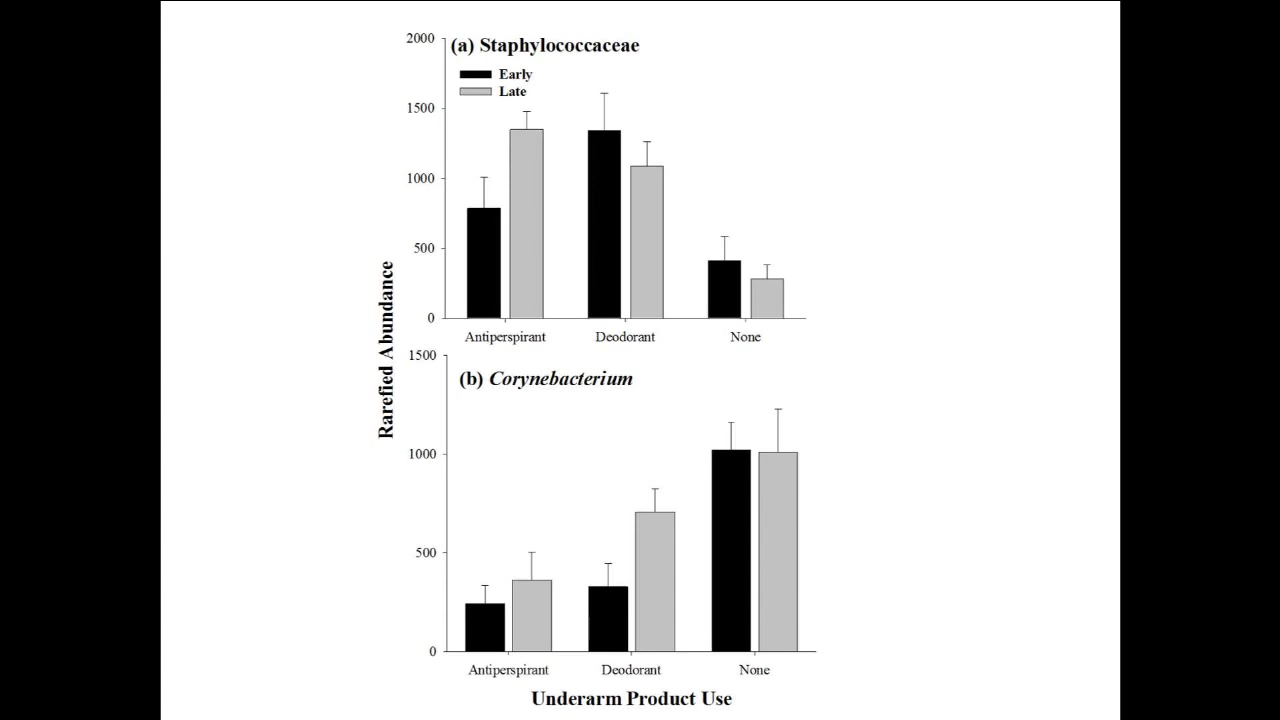 (a) Staphylococcaceae
Early
Late
2000
1500
1000
500
0
Antiperspirant Deodorant None
Rarefied Abundance
(b) Corynebacterium
1500
1000
500
0
Antiperspirant Deodorant None
Underarm Product Use